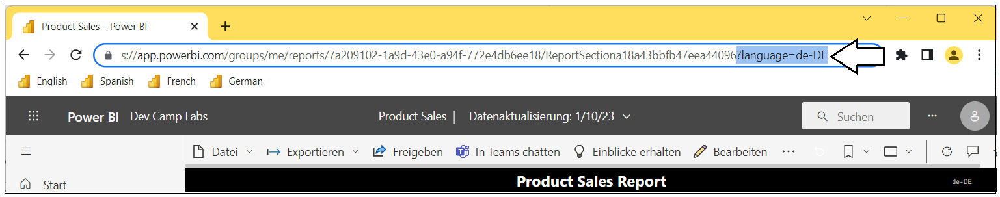 Product Sales – Power BI
s://app.powerbi.com/groups/me/reports/7a209102-1a9d-43e0-a94f-772e4db6ee18/ReportSectiona18a43bbfb47eea44096?language=de-DE
English Spanish French German
Power BI Dev Camp Labs Product Sales | Datenaktualisierung: 1/10/23 Suchen
Datei Exportieren Freigeben In Teams chatten Einblicke erhalten Bearbeiten
Product Sales Report de-DE
Start